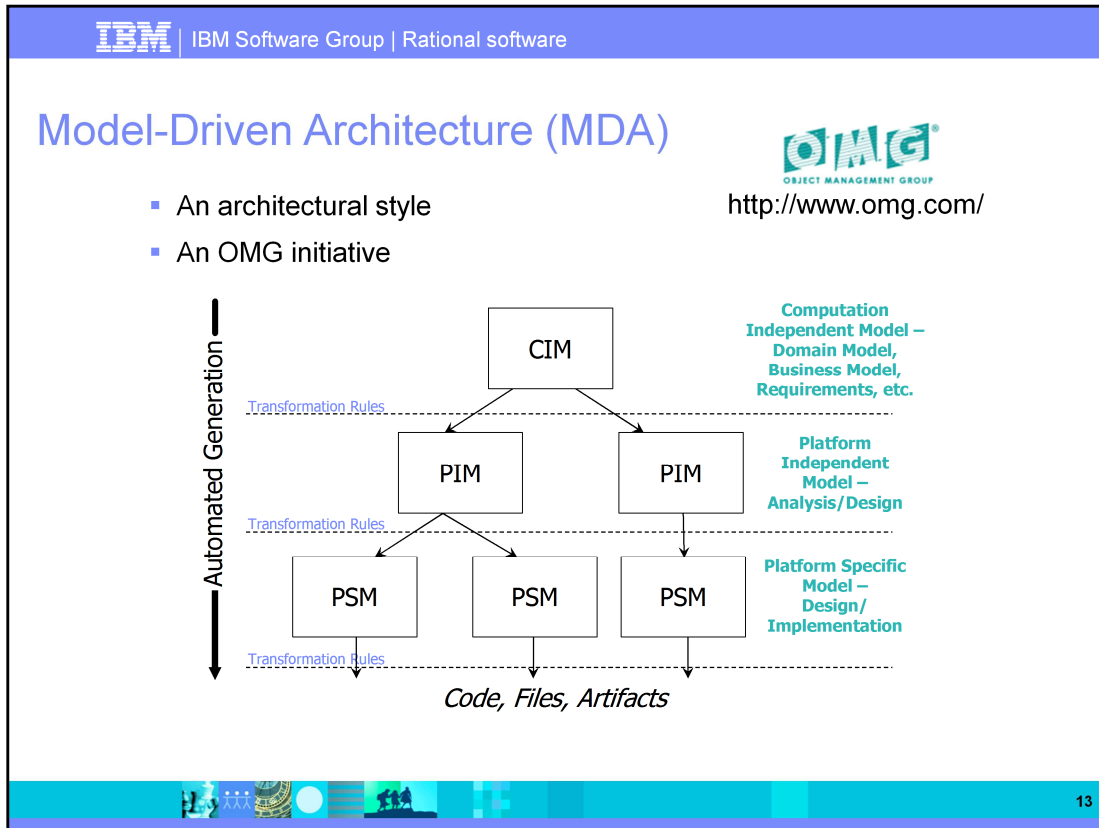 IBM | IBM Software Group | Rational software
Model-Driven Architecture (MDA)
OMG®
OBJECT MANAGEMENT GROUP
http://www.omg.com/
▪ An architectural style
▪ An OMG initiative
Automated Generation
CIM
Computation
Independent Model –
Domain Model,
Business Model,
Requirements, etc.
Transformation Rules
PIM
PIM
Platform
Independent
Model –
Analysis/Design
Transformation Rules
PSM
PSM
PSM
Platform Specific
Model –
Design/
Implementation
Transformation Rules
Code, Files, Artifacts
13